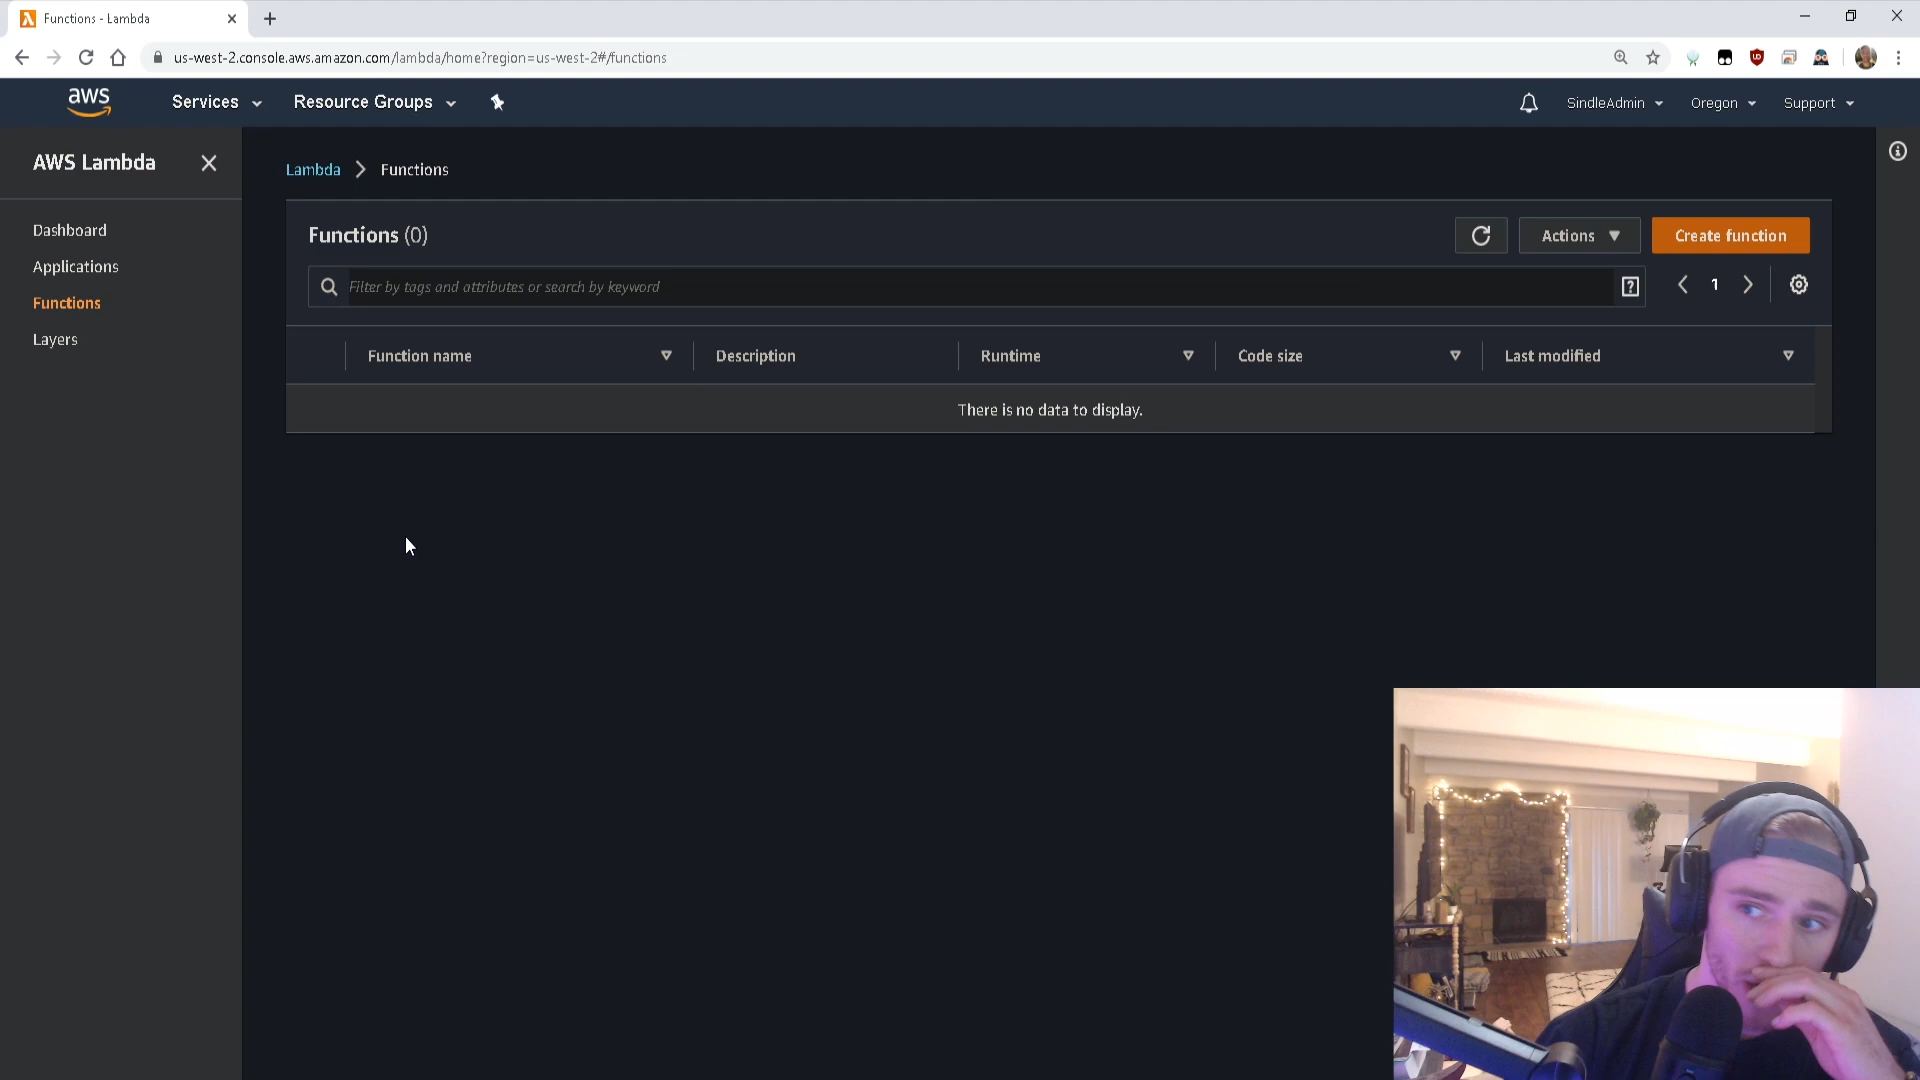 Functions - Lambda
us-west-2.console.aws.amazon.com/lambda/home?region=us-west-2#/functions
aws
Services
Resource Groups
SindleAdmin
Oregon
Support
AWS Lambda
Dashboard
Applications
Functions
Layers
Lambda
Functions
Functions (0)
Actions
Create function
Filter by tags and attributes or search by keyword
1
Function name
Description
Runtime
Code size
Last modified
There is no data to display.